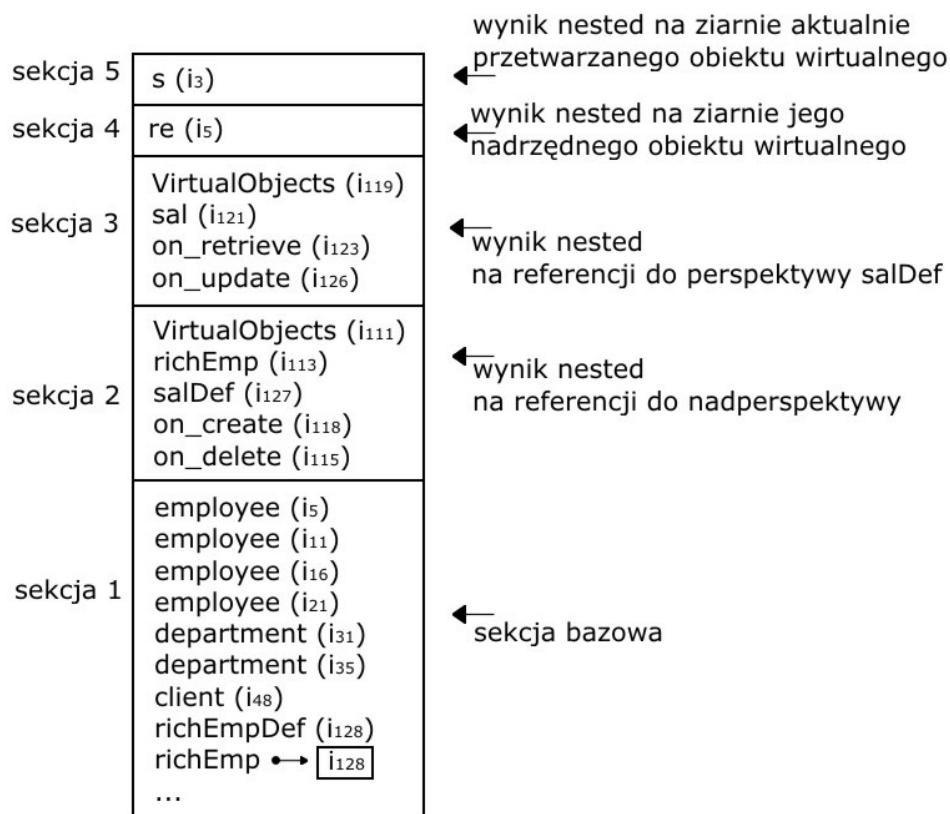 wynik nested na ziarnie aktualnie
przetwarzanego obiektu wirtualnego
sekcja 5
s (i3)
sekcja 4
re (i5)
wynik nested na ziarnie jego
nadrzędnego obiektu wirtualnego
sekcja 3
VirtualObjects (i119)
sal (i121)
on_retrieve (i123)
on_update (i126)
wynik nested
na referencji do perspektywy salDef
sekcja 2
VirtualObjects (i111)
richEmp (i113)
salDef (i127)
on_create (i118)
on_delete (i115)
wynik nested
na referencji do nadperspektywy
sekcja 1
employee (i5)
employee (i11)
employee (i16)
employee (i21)
department (i31)
department (i35)
client (i48)
richEmpDef (i128)
richEmp i128
...
sekcja bazowa